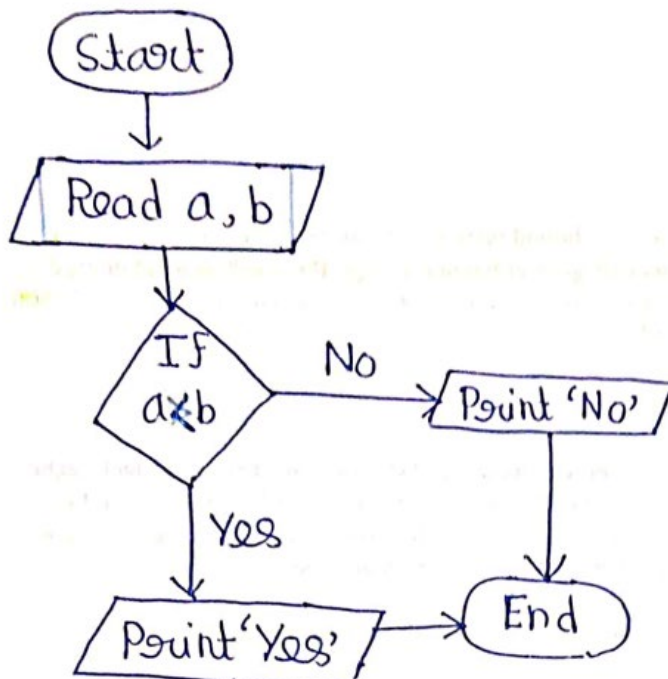 Start
Read a, b
If
a<b
No
Print 'No'
Yes
Print 'Yes'
End